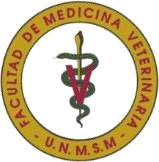 FACULTAD DE MEDICINA VETERINARIA
V
- U.N.M.S.M -